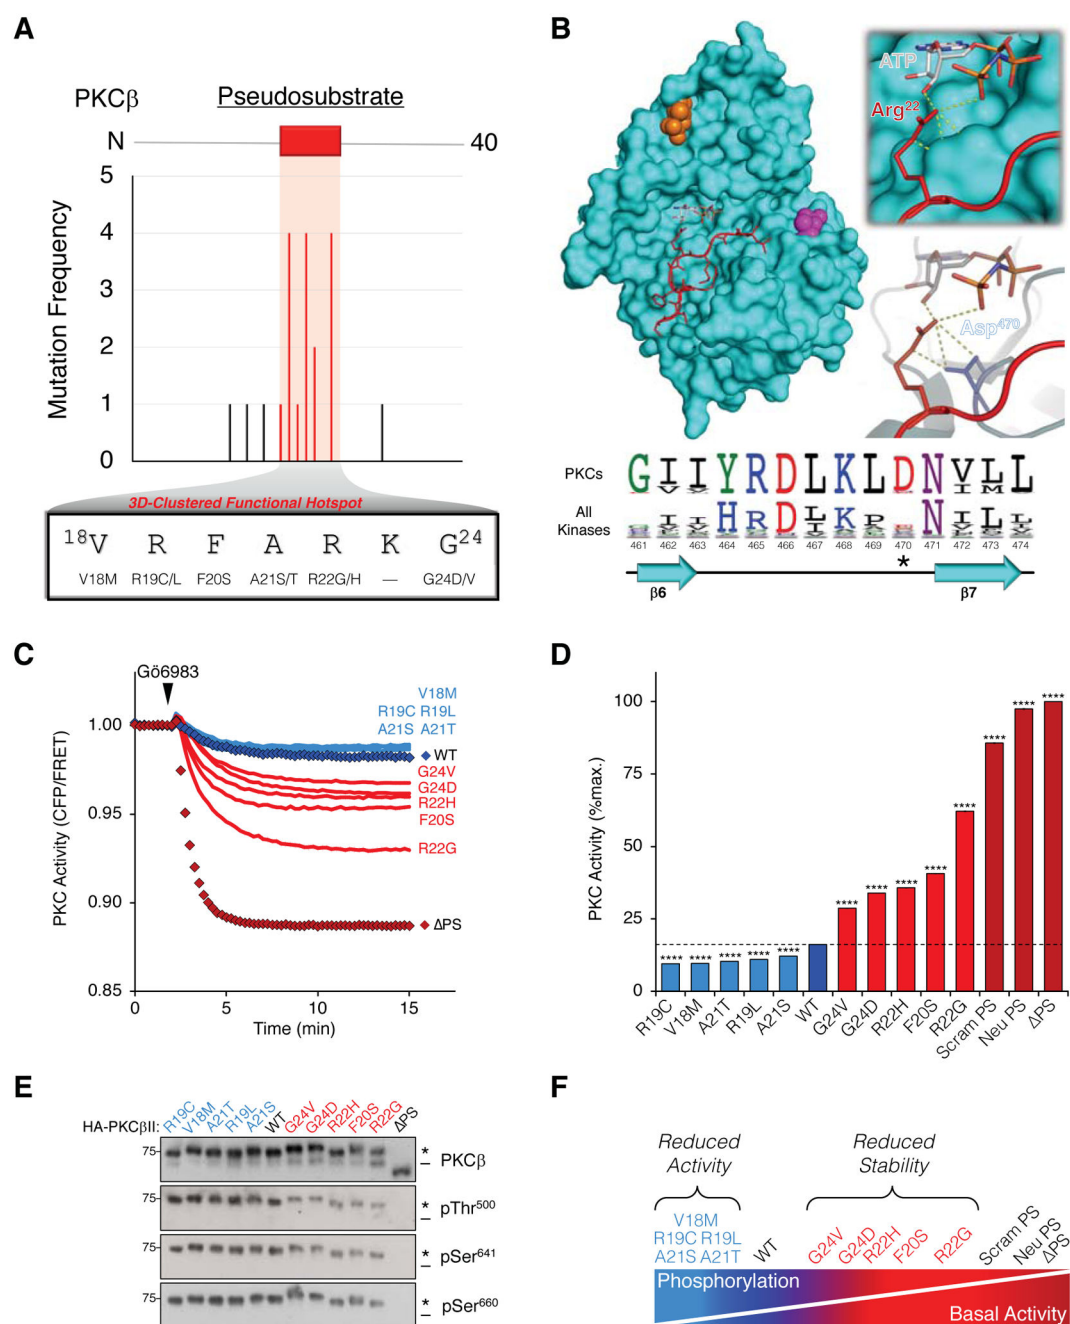 A
PKCβ
Pseudosubstrate
N
40
5
4
3
2
1
0
Mutation Frequency
3D-Clustered Functional Hotspot
18V R F A R K G24
V18M R19C/L F20S A21S/T R22G/H — G24D/V
B
ATP
Arg22
Asp470
PKCs
G I I Y R D L K L D N V L L
All
Kinases
461 462 463 464 465 466 467 468 469 470 471 472 473 474
*
β6
β7
C
Gö6983
V18M
R19C R19L
A21S A21T
WT
G24V
G24D
R22H
F20S
R22G
ΔPS
1.00
0.95
0.90
0.85
PKC Activity (CFP/FRET)
0 5 10 15
Time (min)
D
PKC Activity (%max.)
100
75
50
25
0
**** **** **** **** **** **** **** **** **** **** **** **** ****
R19C V18M A21T R19L A21S WT G24V G24D R22H F20S R22G Scram PS Neu PS ΔPS
E
HA-PKCβII: R19C V18M A21T R19L A21S WT G24V G24D R22H F20S R22G ΔPS
75- * – PKCβ
75- * – pThr500
75- * – pSer641
75- * – pSer660
F
Reduced Activity
Reduced Stability
V18M
R19C R19L
A21S A21T
WT
G24V G24D R22H F20S R22G
Scram PS Neu PS ΔPS
Phosphorylation
Basal Activity